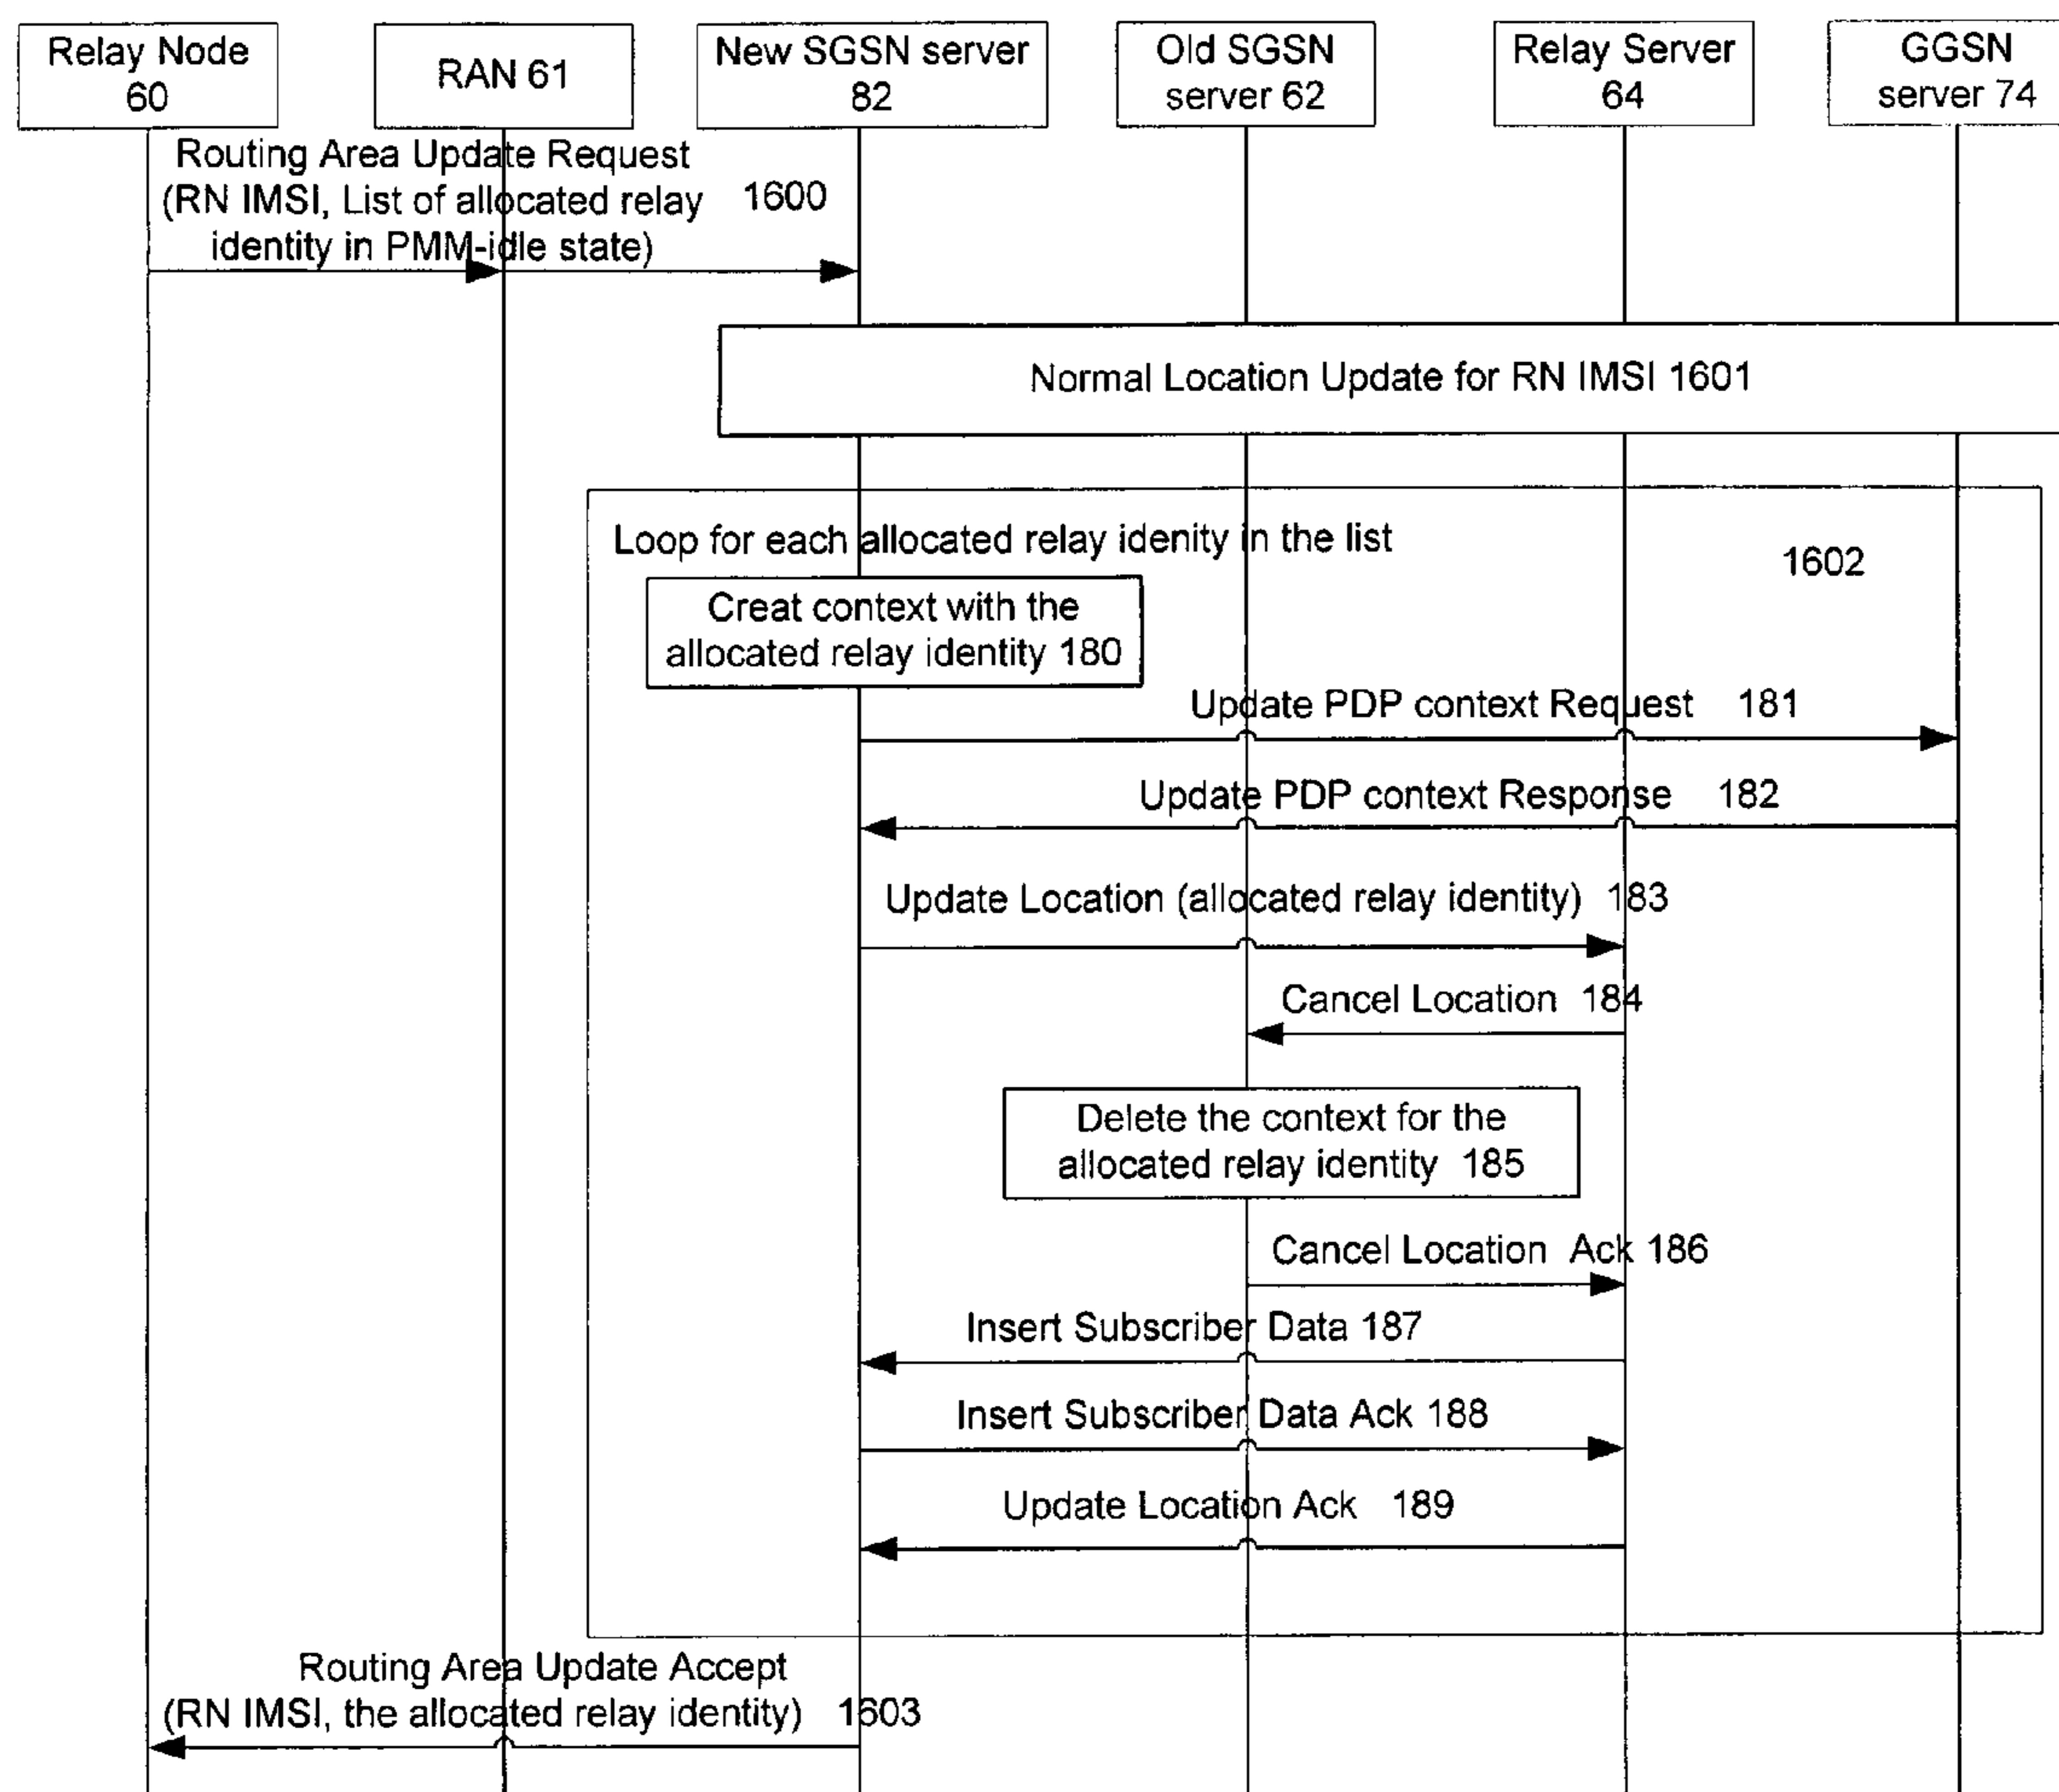 Relay Node
60
RAN 61
New SGSN server
82
Old SGSN
server 62
Relay Server
64
GGSN
server 74
Routing Area Update Request
(RN IMSI, List of allocated relay 1600
identity in PMM-idle state)
Normal Location Update for RN IMSI 1601
Loop for each allocated relay idenity in the list
1602
Creat context with the
allocated relay identity 180
Update PDP context Request 181
Update PDP context Response 182
Update Location (allocated relay identity) 183
Cancel Location 184
Delete the context for the
allocated relay identity 185
Cancel Location Ack 186
Insert Subscriber Data 187
Insert Subscriber Data Ack 188
Update Location Ack 189
Routing Area Update Accept
(RN IMSI, the allocated relay identity) 1603